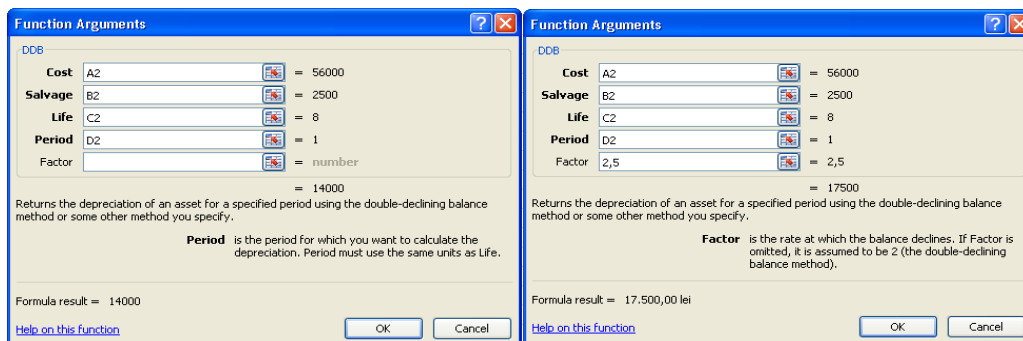 Function Arguments
DDB
Cost A2 = 56000
Salvage B2 = 2500
Life C2 = 8
Period D2 = 1
Factor = number
= 14000
Returns the depreciation of an asset for a specified period using the double-declining balance
method or some other method you specify.
Period is the period for which you want to calculate the
depreciation. Period must use the same units as Life.
Formula result = 14000
Help on this function OK Cancel
Function Arguments
DDB
Cost A2 = 56000
Salvage B2 = 2500
Life C2 = 8
Period D2 = 1
Factor 2,5 = 2,5
= 17500
Returns the depreciation of an asset for a specified period using the double-declining balance
method or some other method you specify.
Factor is the rate at which the balance declines. If Factor is
omitted, it is assumed to be 2 (the double-declining
balance method).
Formula result = 17.500,00 lei
Help on this function OK Cancel